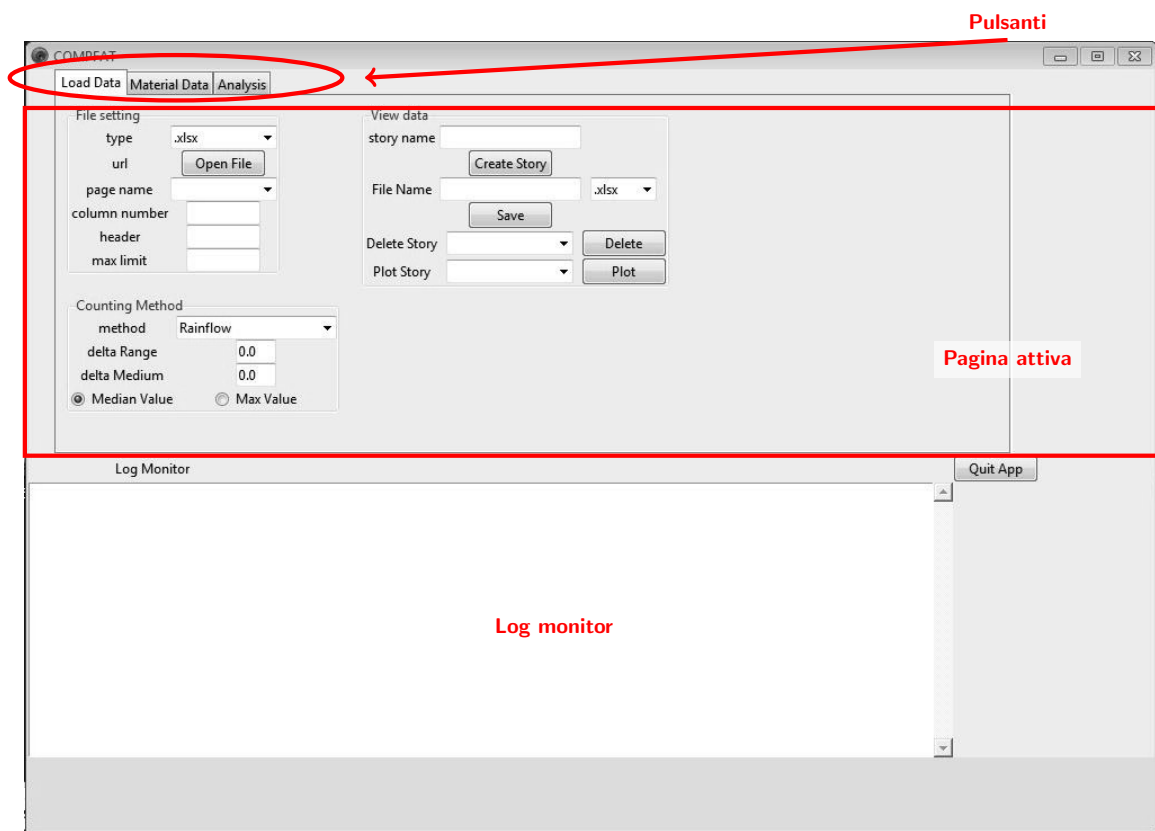 Pulsanti
COMPFAT
Load Data Material Data Analysis
File setting
type .xlsx
url Open File
page name
column number
header
max limit
View data
story name
Create Story
File Name .xlsx
Save
Delete Story Delete
Plot Story Plot
Counting Method
method Rainflow
delta Range 0.0
delta Medium 0.0
Median Value Max Value
Pagina attiva
Log Monitor Quit App
Log monitor